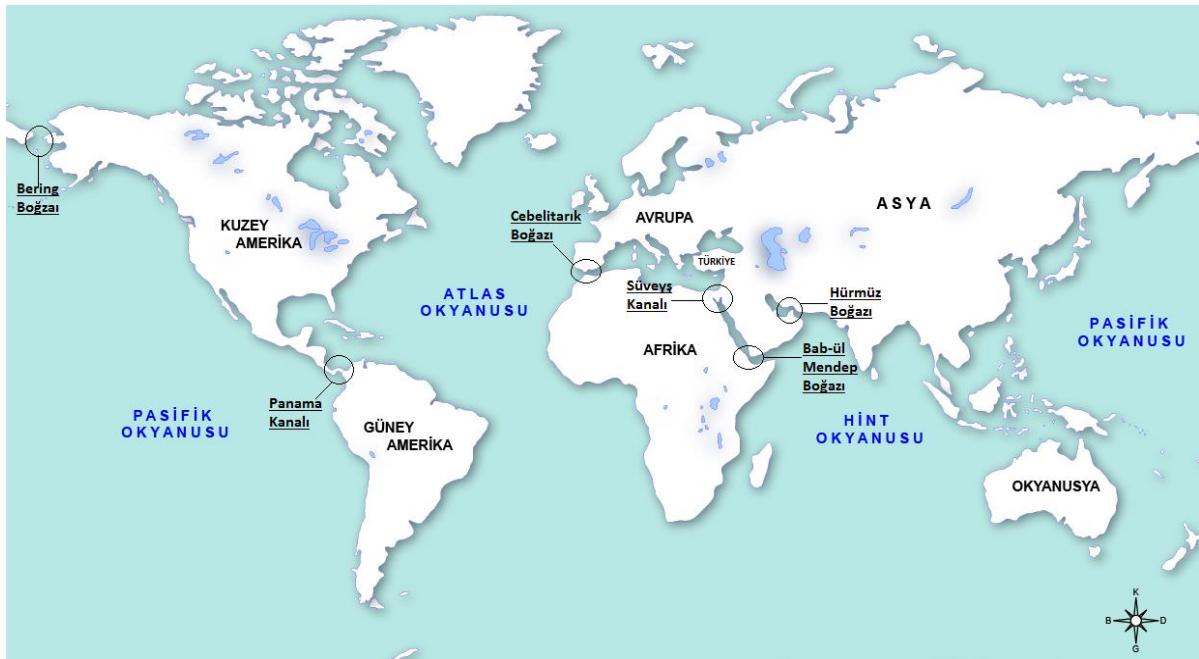 Bering
Boğzaı
KUZEY
AMERİKA
Cebelitarık
Boğazı
AVRUPA
ASYA
TÜRKİYE
ATLAS
OKYANUSU
Süveyş
Kanalı
Hürmüz
Boğazı
PASİFİK
OKYANUSU
AFRİKA
Bab-ül
Mendep
Boğazı
Panama
Kanalı
PASİFİK
OKYANUSU
GÜNEY
AMERİKA
HİNT
OKYANUSU
OKYANUSYA
K
B
D
G